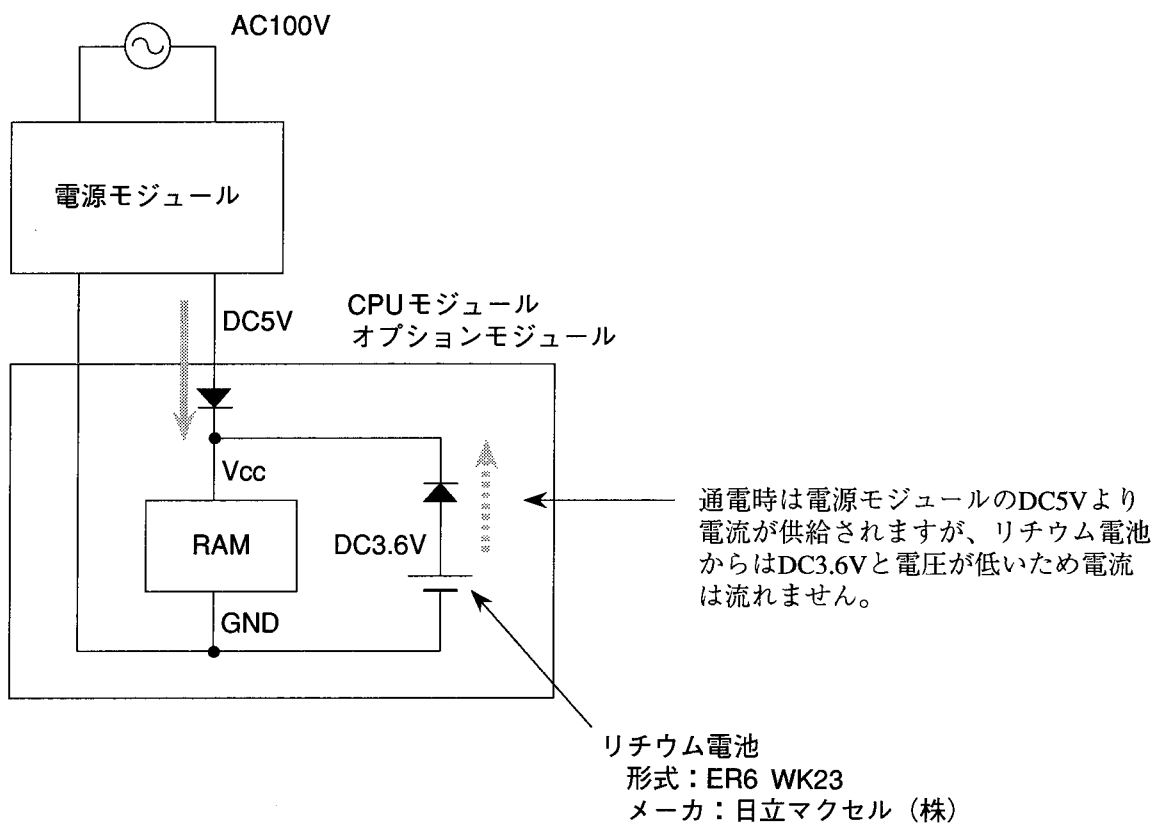 AC100V
電源モジュール
DC5V
CPUモジュール
オプションモジュール
Vcc
RAM
DC3.6V
GND
通電時は電源モジュールのDC5Vより
電流が供給されますが、リチウム電池
からはDC3.6Vと電圧が低いため電流
は流れません。
リチウム電池
形式：ER6 WK23
メーカ：日立マクセル（株）